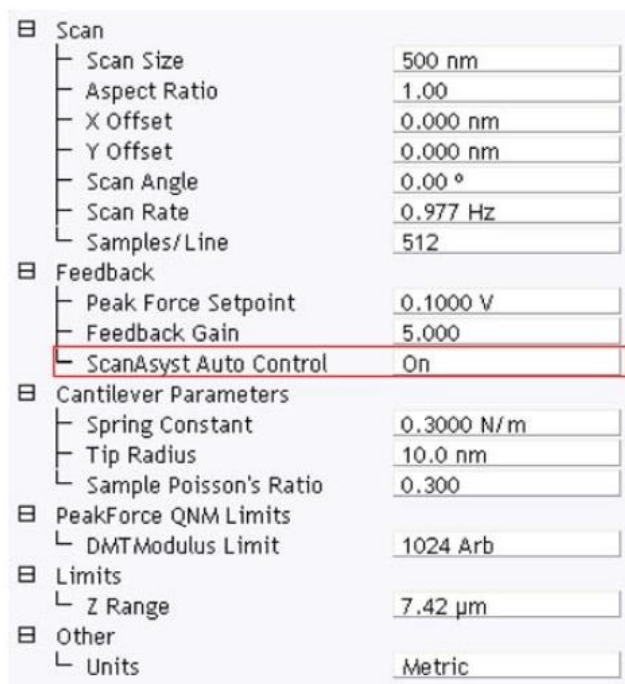 Scan
Scan Size 500 nm
Aspect Ratio 1.00
X Offset 0.000 nm
Y Offset 0.000 nm
Scan Angle 0.00 º
Scan Rate 0.977 Hz
Samples/Line 512
Feedback
Peak Force Setpoint 0.1000 V
Feedback Gain 5.000
ScanAsyst Auto Control On
Cantilever Parameters
Spring Constant 0.3000 N/m
Tip Radius 10.0 nm
Sample Poisson's Ratio 0.300
PeakForce QNM Limits
DMTModulus Limit 1024 Arb
Limits
Z Range 7.42 µm
Other
Units Metric